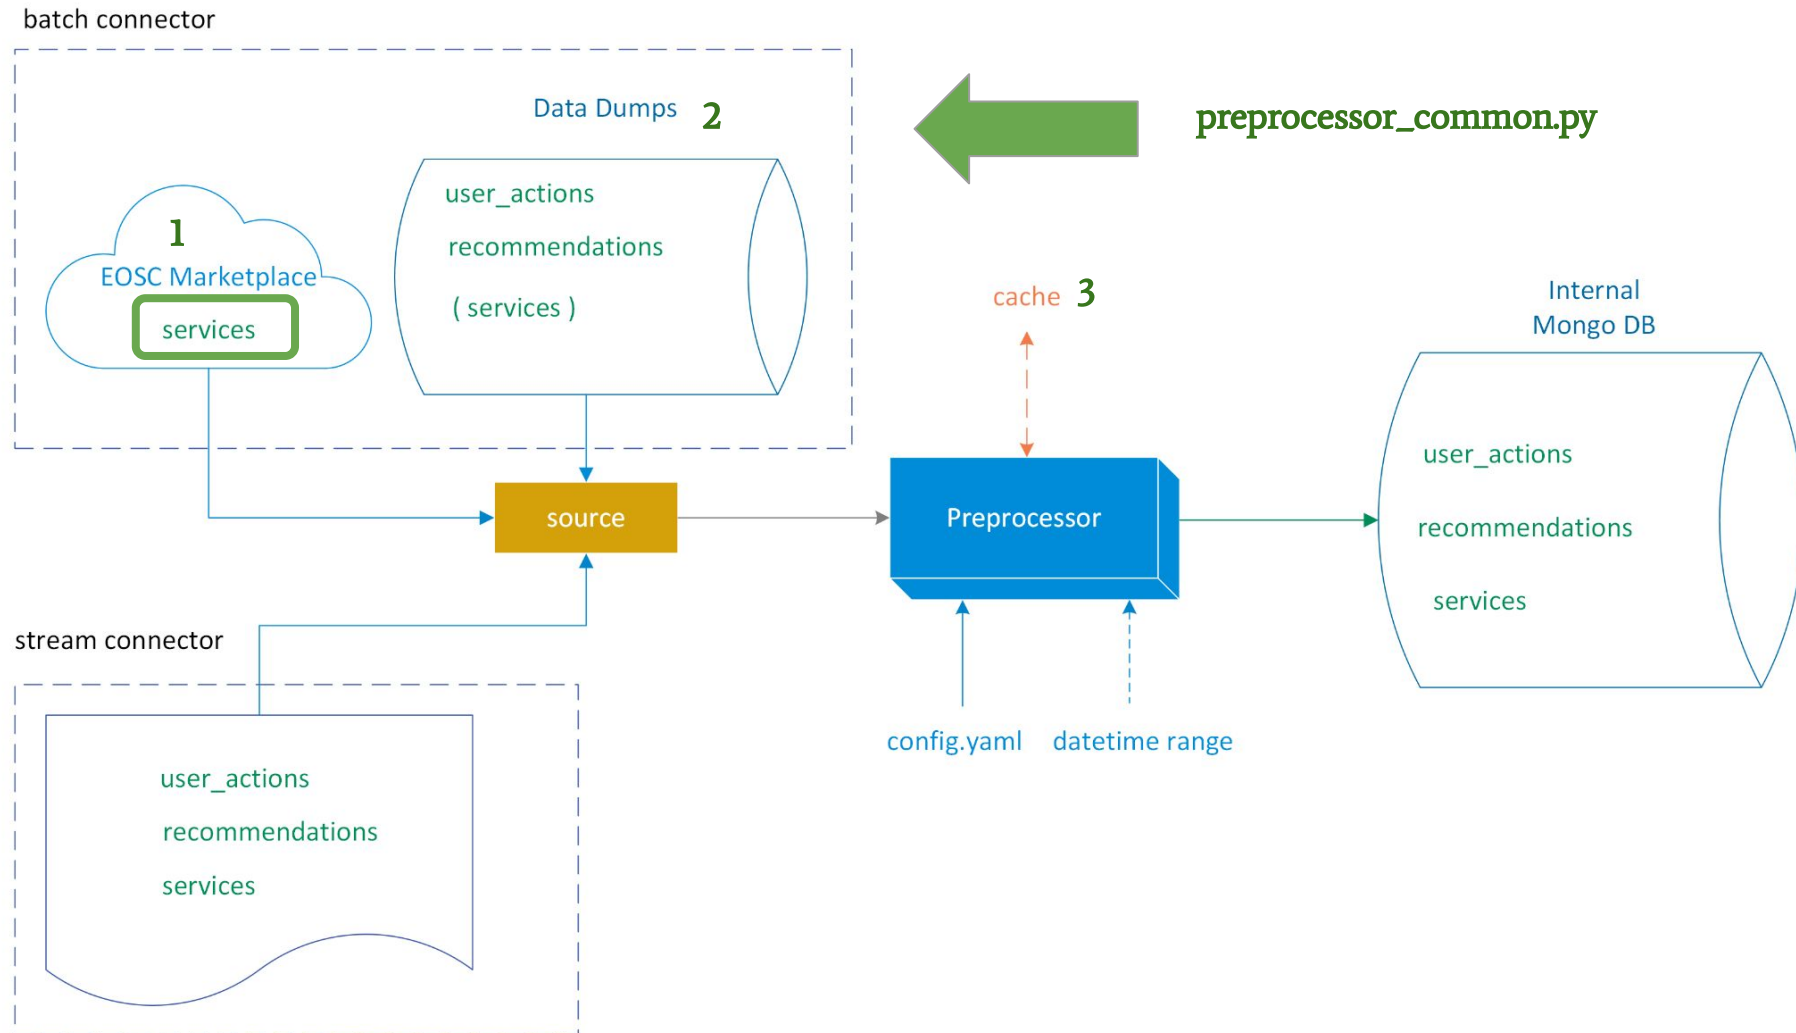 batch connector
Data Dumps 2
preprocessor_common.py
user_actions
recommendations
( services )
1
EOSC Marketplace
services
cache 3
Internal
Mongo DB
user_actions
recommendations
services
source
Preprocessor
config.yaml
datetime range
stream connector
user_actions
recommendations
services